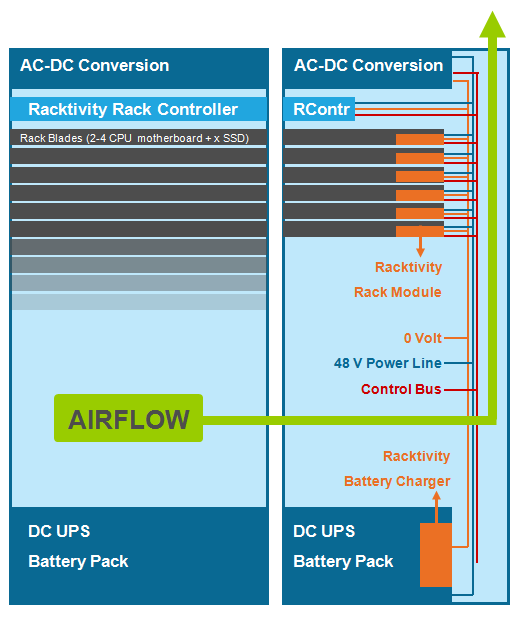 AC-DC Conversion
Racktivity Rack Controller
Rack Blades (2-4 CPU motherboard + x SSD)
AIRFLOW
DC UPS
Battery Pack
AC-DC Conversion
RContr
Racktivity
Rack Module
0 Volt
48 V Power Line
Control Bus
Racktivity
Battery Charger
DC UPS
Battery Pack